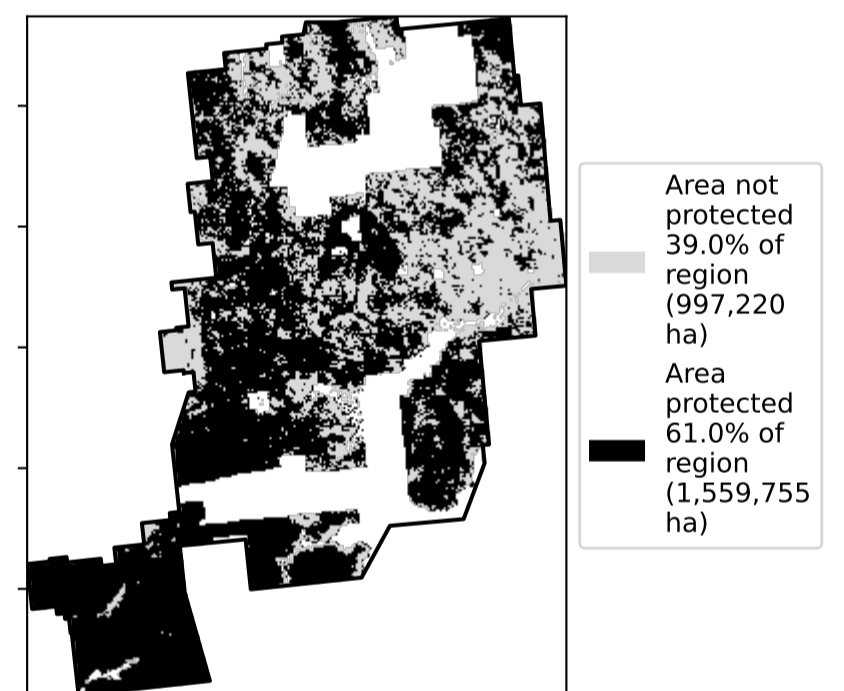 Area not
protected
39.0% of
region
(997,220
ha)
Area
protected
61.0% of
region
(1,559,755
ha)